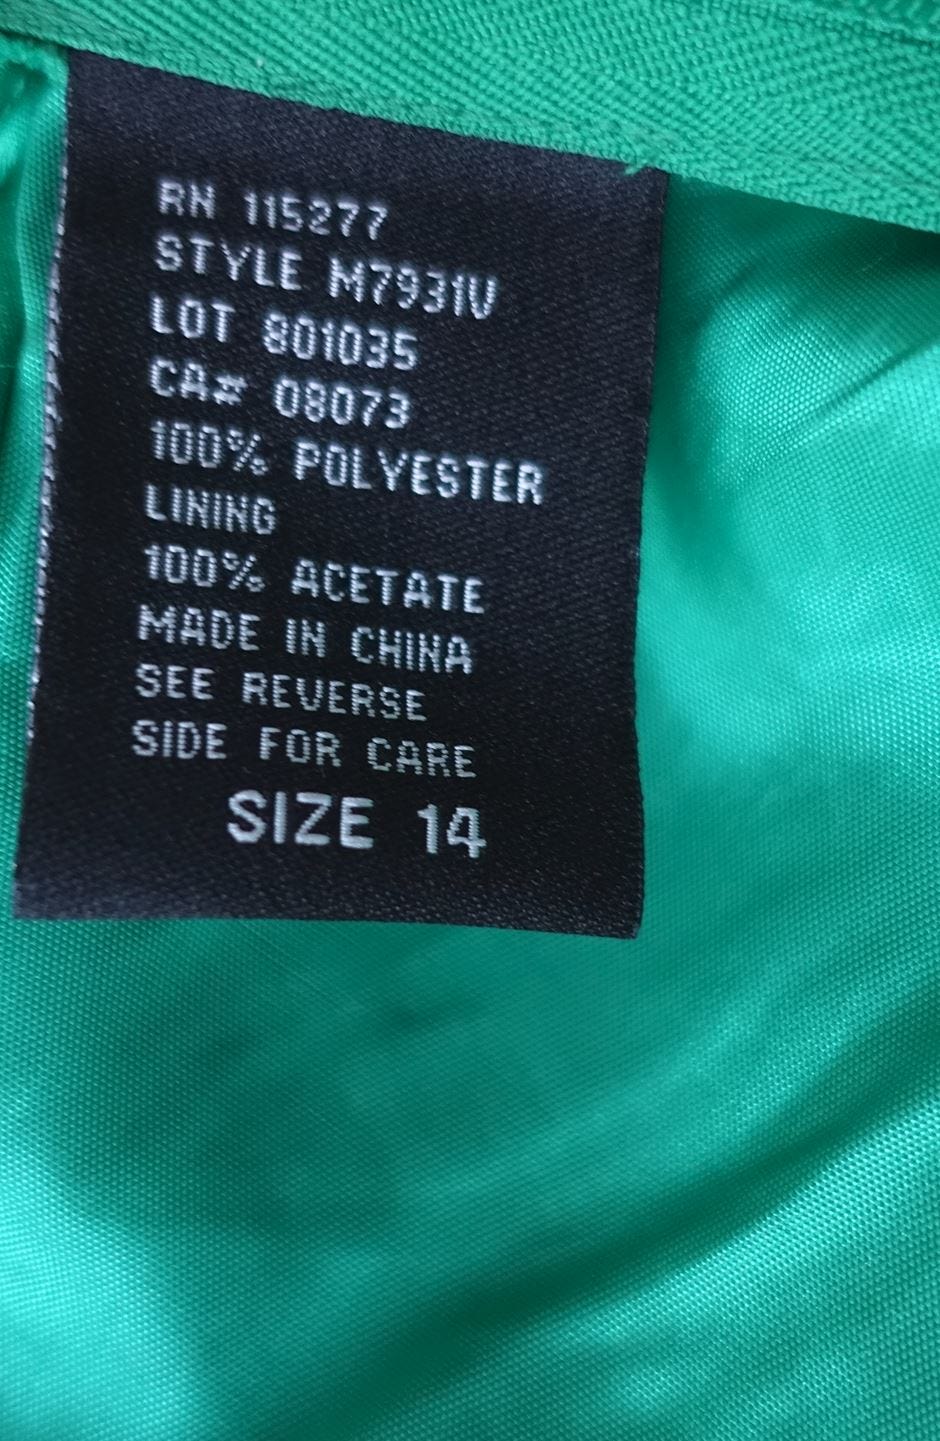 RN 115277
STYLE M7931V
LOT 801035
CA# 08073
100% POLYESTER
LINING
100% ACETATE
MADE IN CHINA
SEE REVERSE
SIDE FOR CARE
SIZE 14